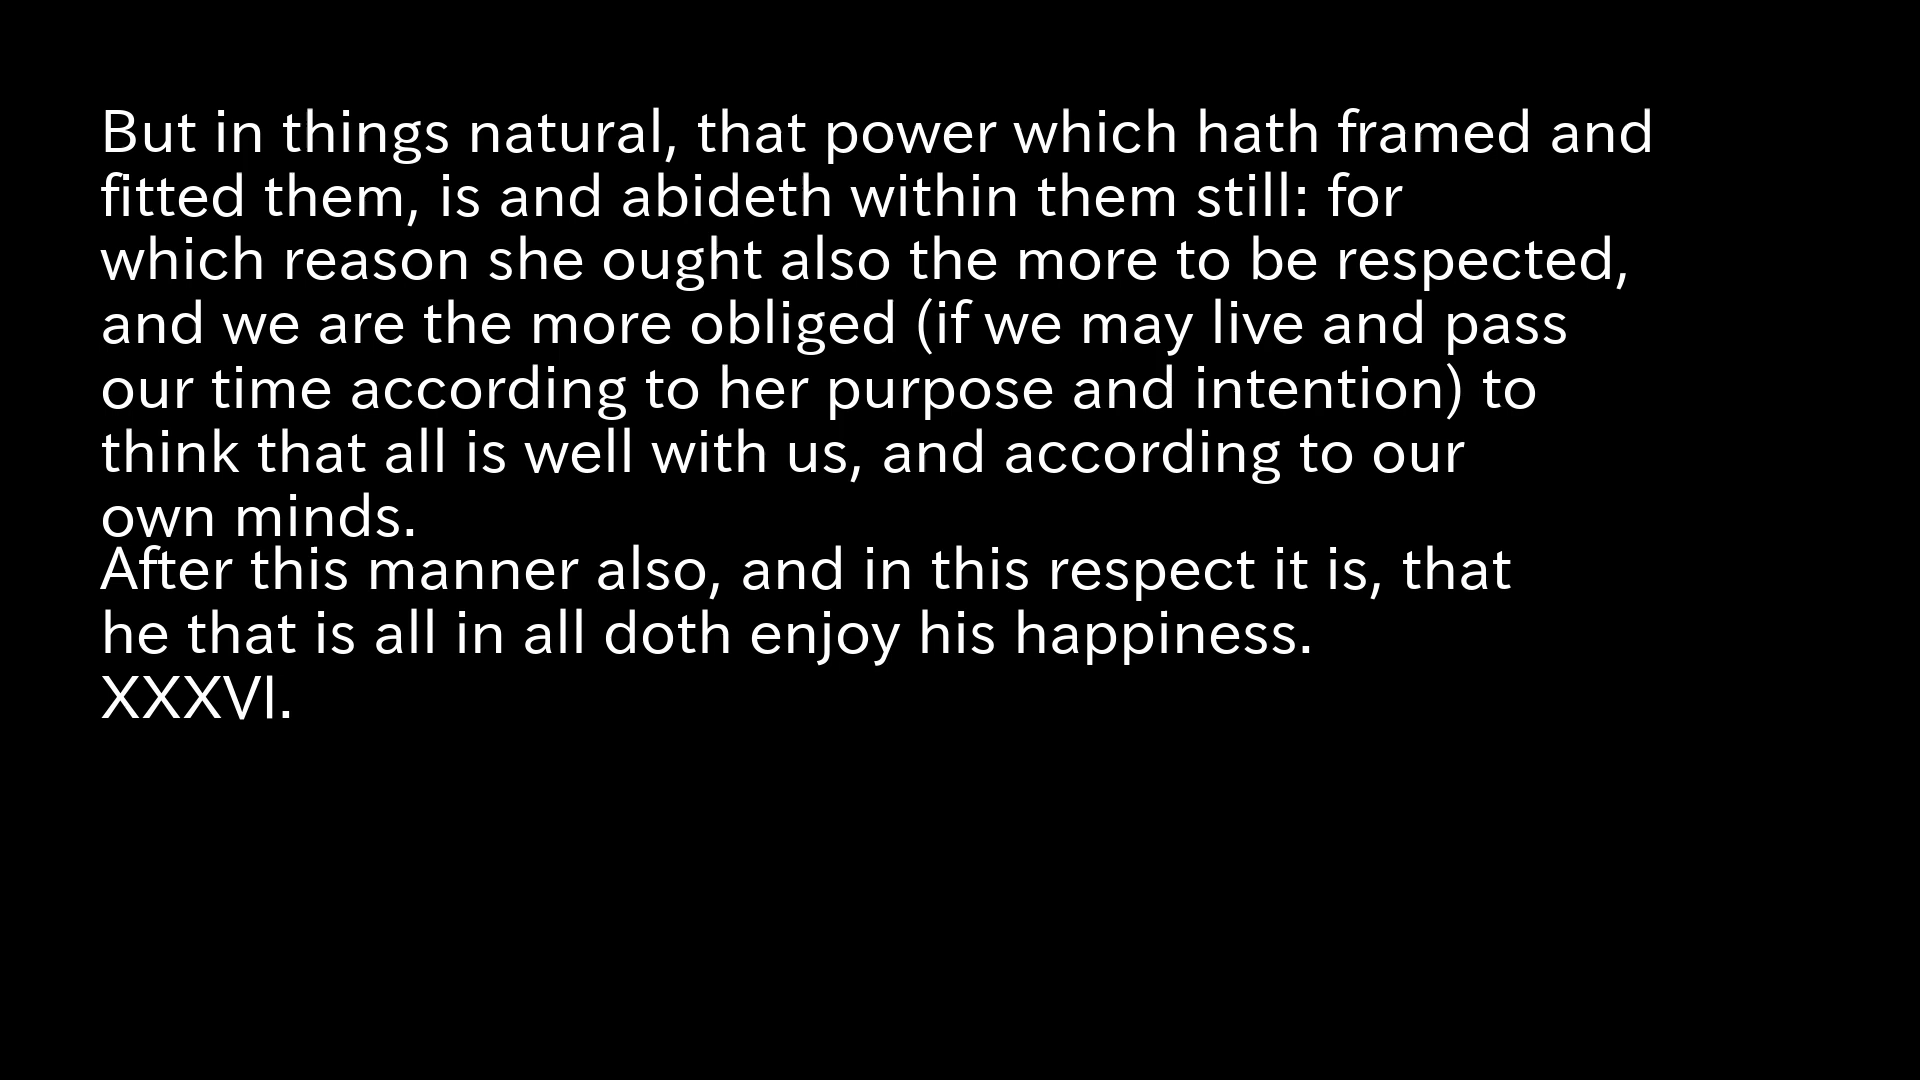 But in things natural, that power which hath framed and
fitted them, is and abideth within them still: for
which reason she ought also the more to be respected,
and we are the more obliged (if we may live and pass
our time according to her purpose and intention) to
think that all is well with us, and according to our
own minds.
After this manner also, and in this respect it is, that
he that is all in all doth enjoy his happiness.
XXXVI.